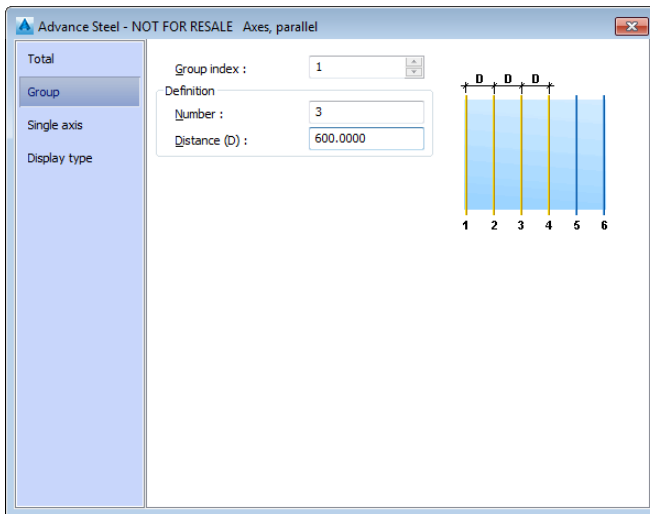 Advance Steel - NOT FOR RESALE Axes, parallel
Total
Group
Single axis
Display type
Group index : 1
Definition
Number : 3
Distance (D) : 600.0000
D D D
1 2 3 4 5 6